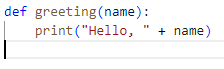 def greeting(name):
    print("Hello, " + name)